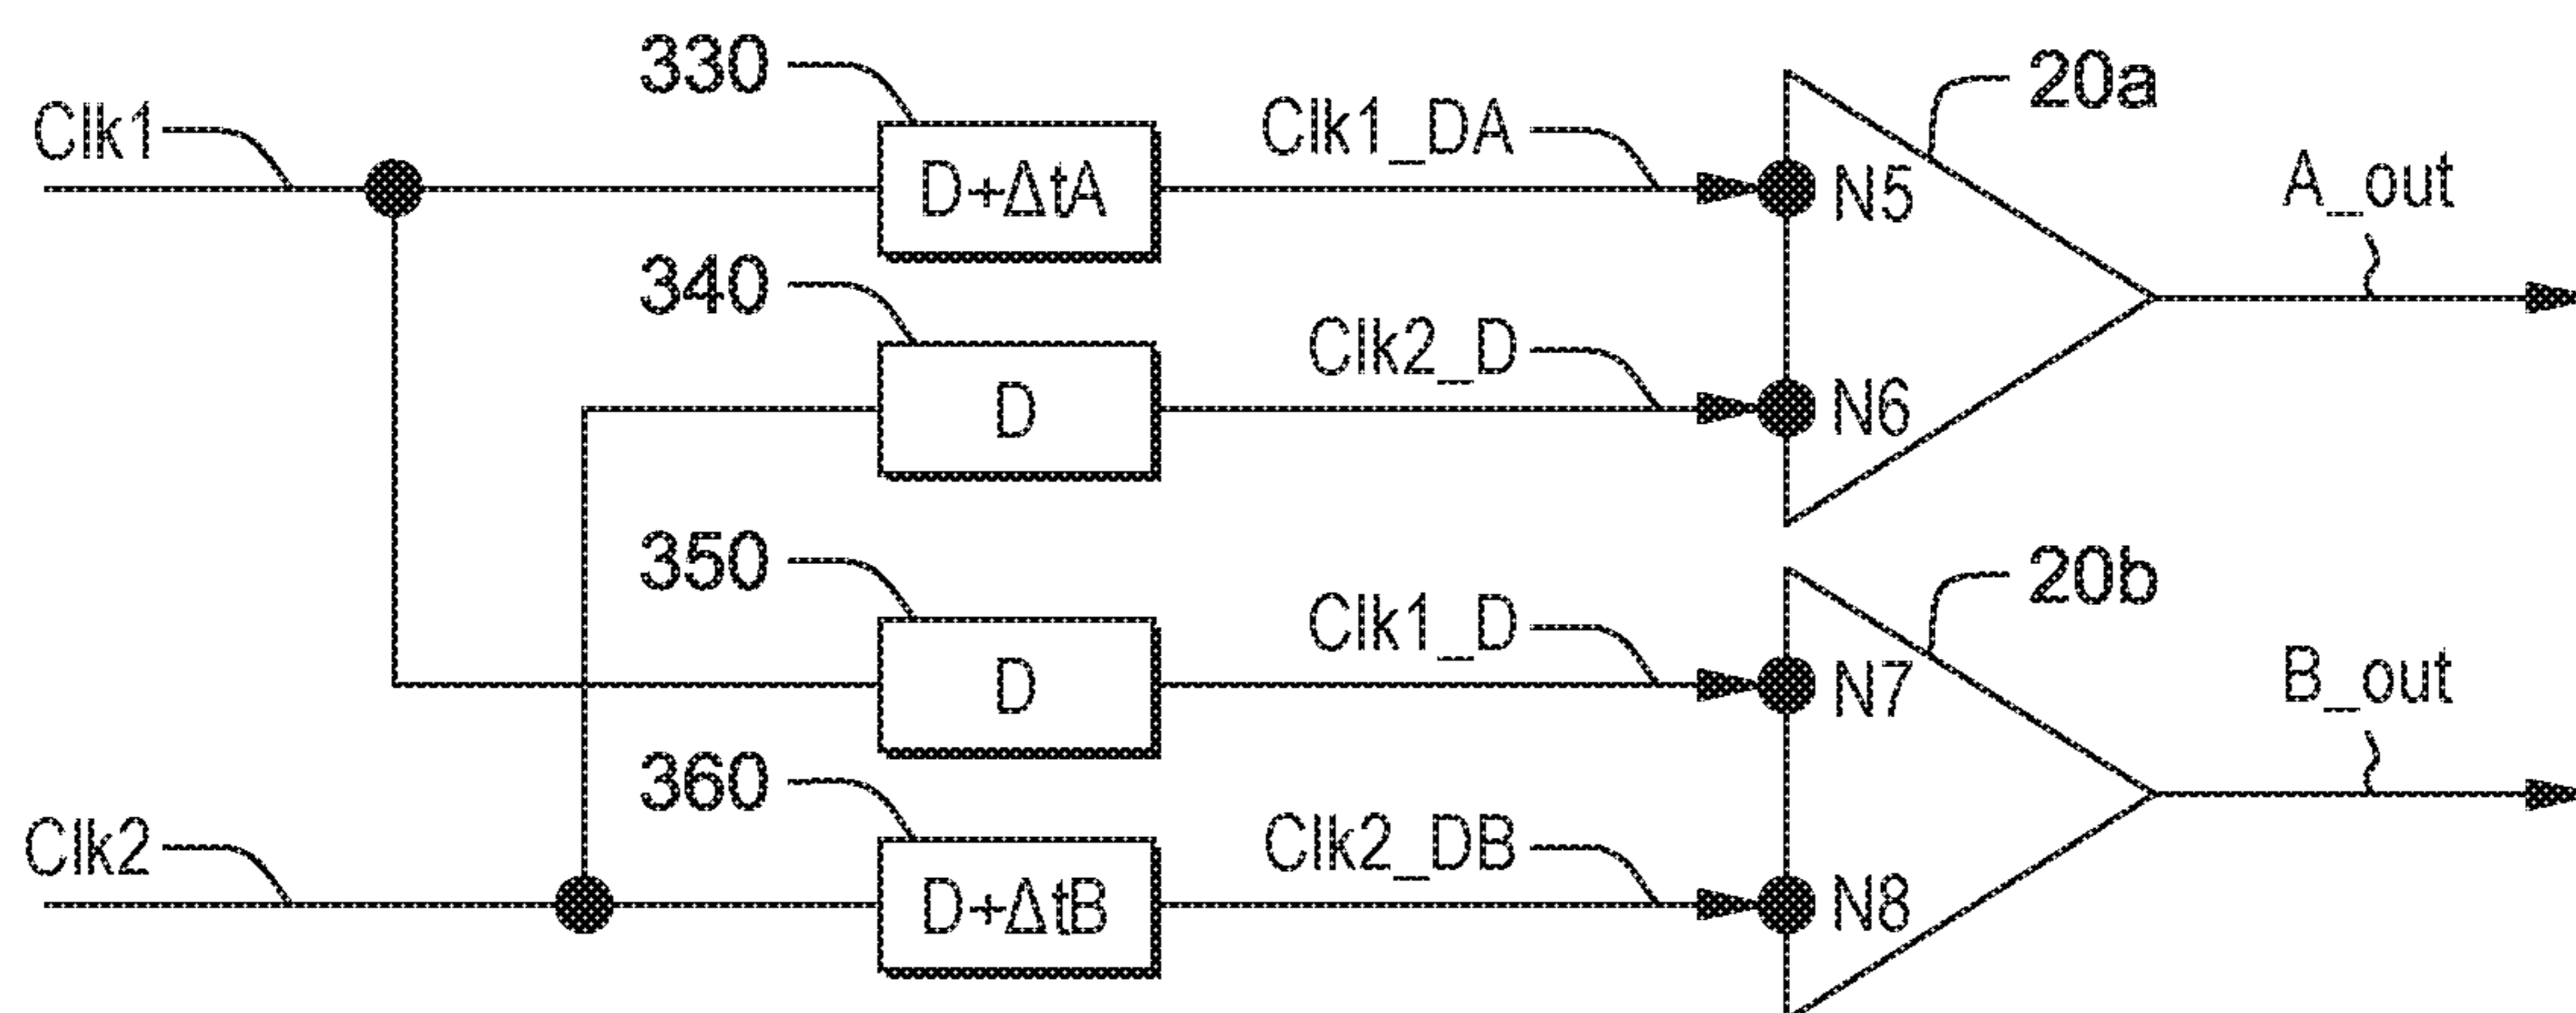 330
20a
Clk1
Clk1_DA
D+ΔtA
N5
A_out
340
Clk2_D
D
N6
350
20b
Clk1_D
D
N7
B_out
360
Clk2
Clk2_DB
D+ΔtB
N8